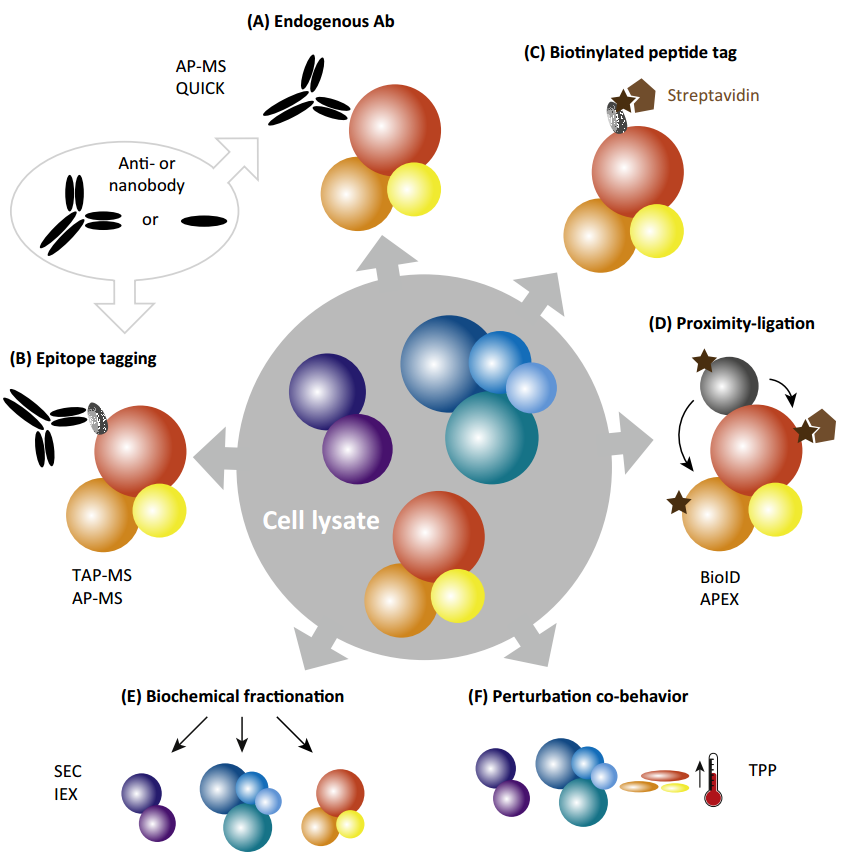 (A) Endogenous Ab
AP-MS
QUICK
(C) Biotinylated peptide tag
Streptavidin
Anti- or
nanobody
or
(D) Proximity-ligation
(B) Epitope tagging
Cell lysate
TAP-MS
AP-MS
BioID
APEX
(E) Biochemical fractionation
SEC
IEX
(F) Perturbation co-behavior
TPP